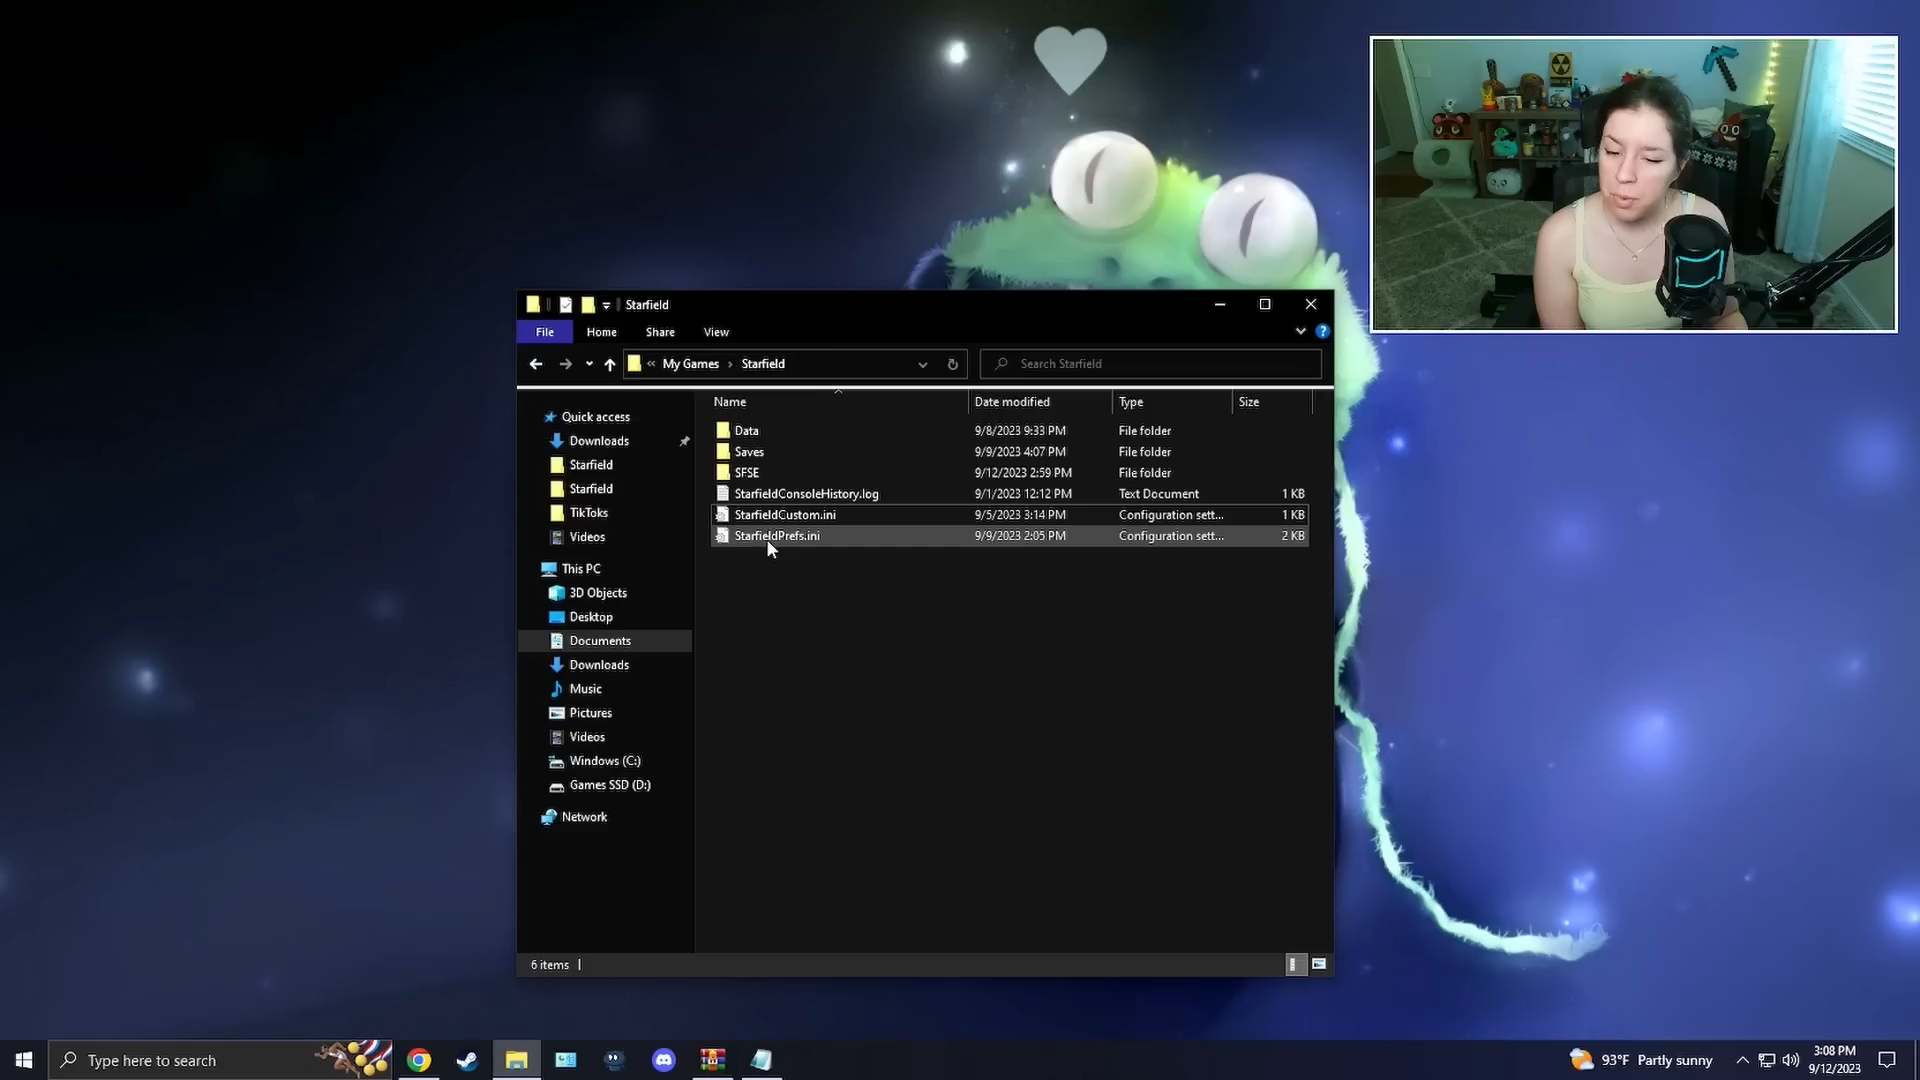 Starfield
File Home Share View
« My Games › Starfield
Search Starfield
Name Date modified Type Size
Data 9/8/2023 9:33 PM File folder
Saves 9/9/2023 4:07 PM File folder
SFSE 9/12/2023 2:59 PM File folder
StarfieldConsoleHistory.log 9/1/2023 12:12 PM Text Document 1 KB
StarfieldCustom.ini 9/5/2023 3:14 PM Configuration sett... 1 KB
StarfieldPrefs.ini 9/9/2023 2:05 PM Configuration sett... 2 KB
Quick access
Downloads
Starfield
Starfield
TikToks
Videos
This PC
3D Objects
Desktop
Documents
Downloads
Music
Pictures
Videos
Windows (C:)
Games SSD (D:)
Network
6 items
Type here to search
93°F Partly sunny
3:08 PM
9/12/2023